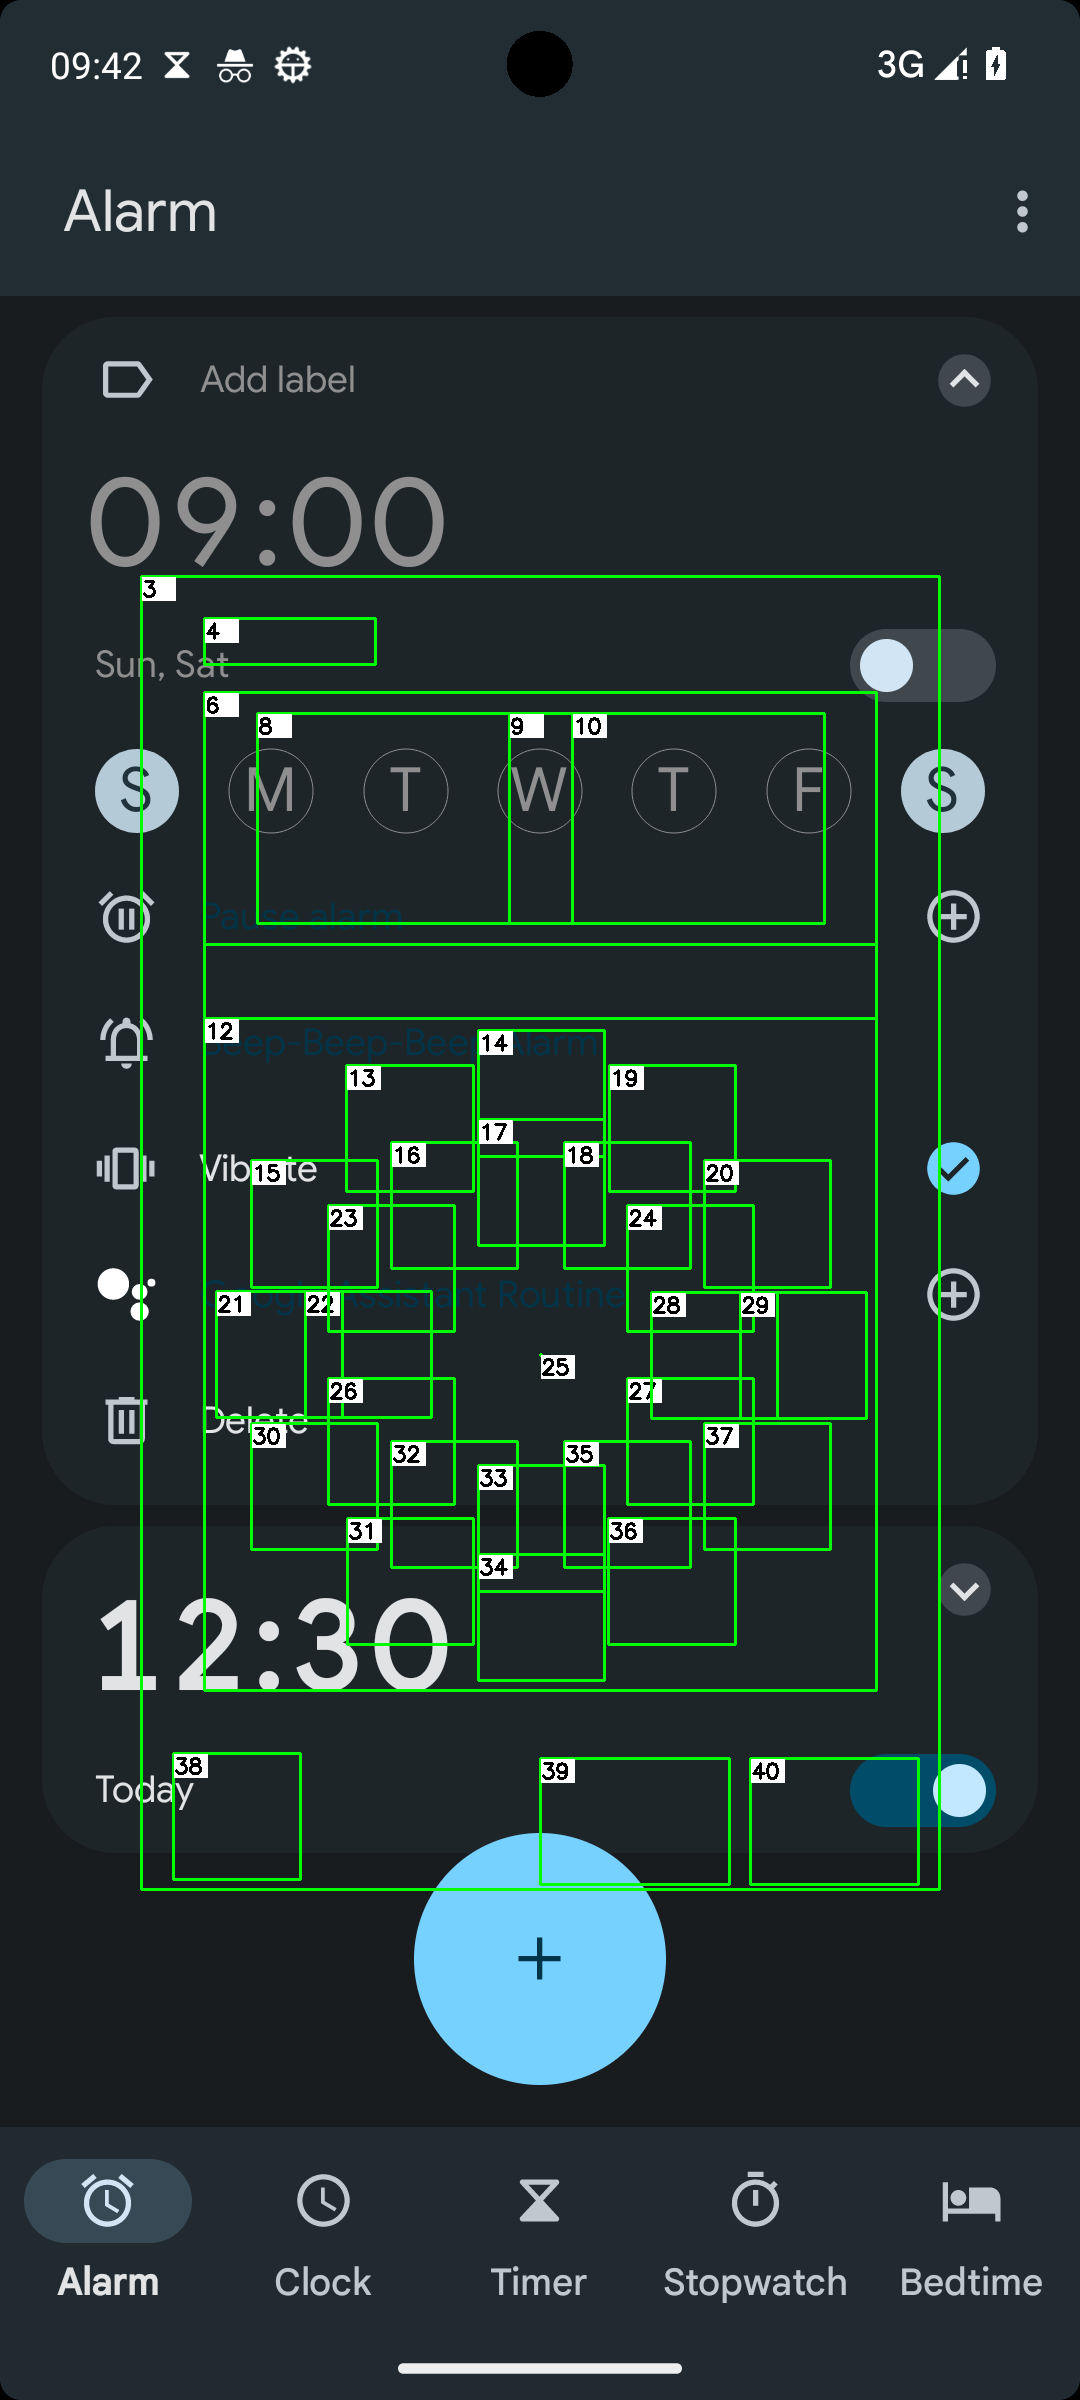 09:42 3G
Alarm
Add label
09:00
3
4
Sun, Sat
6
8 9 10
S M T W T F S
Pause alarm
12
Beep-Beep-Beep Alarm
14
13 19
17
16 18
Vibrate
15 20
23 24
Google Assistant Routine
21 22 28 29
25
26 27
Delete
30 37
32 35
33
31 36
34
12:30
38 39 40
Today
Alarm Clock Timer Stopwatch Bedtime